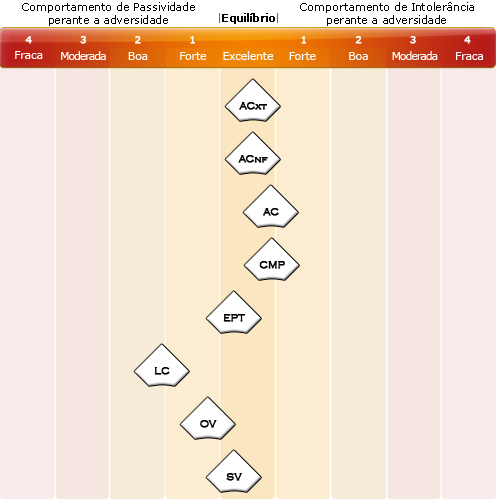 Comportamento de Passividade perante a adversidade
|Equilíbrio|
Comportamento de Intolerância perante a adversidade
4 3 2 1 1 2 3 4
Fraca Moderada Boa Forte Excelente Forte Boa Moderada Fraca
ACXT
ACNF
AC
CMP
EPT
LC
OV
SV